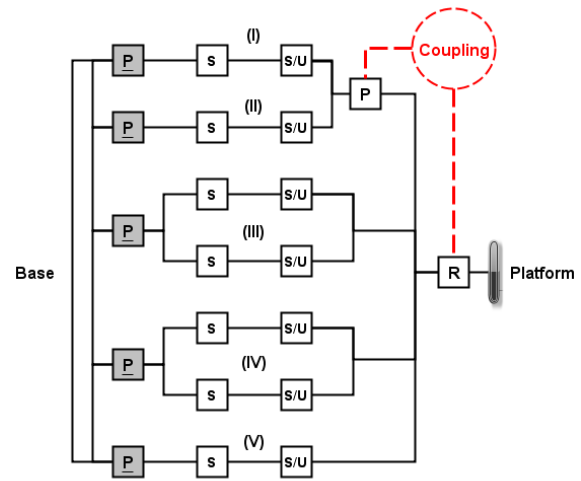 (I)
P S S/U
Coupling
P
(II)
P S S/U
S S/U
P (III)
S S/U
Base R Platform
S S/U
P (IV)
S S/U
(V)
P S S/U